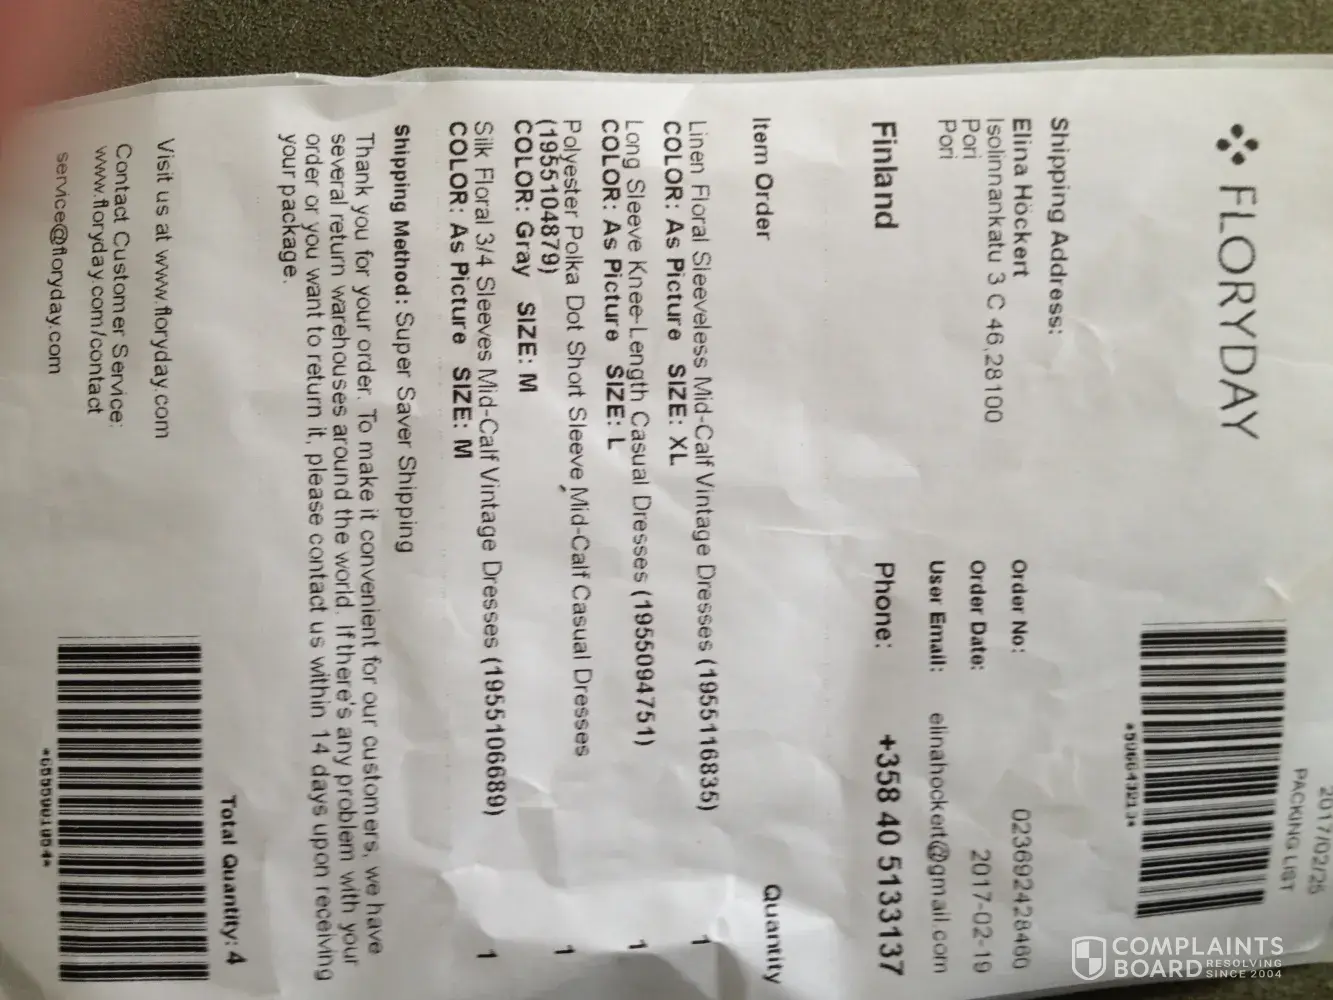 2017/02/25
PACKING LIST
FLORYDAY
*50664321 3*
Shipping Address:
Elina Höckert
Isolinnankatu 3 C 46,28100
Pori
Pori
Finland
Order No: 02369242846 0
Order Date: 2017-02-19
User Email: elinahockert@gmail.com
Phone: +358 40 5133137
Item Order Quantity
Linen Floral Sleeveless Mid-Calf Vintage Dresses (1955116835) 1
COLOR: As Picture SIZE: XL
Long Sleeve Knee-Length Casual Dresses (1955094751) 1
COLOR: As Picture SIZE: L
Polyester Polka Dot Short Sleeve Mid-Calf Casual Dresses 1
(1955104879)
COLOR: Gray SIZE: M
Silk Floral 3/4 Sleeves Mid-Calf Vintage Dresses (1955106689) 1
COLOR: As Picture SIZE: M
Shipping Method: Super Saver Shipping
Thank you for your order. To make it convenient for our customers, we have
several return warehouses around the world. If there's any problem with your
order or you want to return it, please contact us within 14 days upon receiving
your package.
Total Quantity: 4
Visit us at www.floryday.com
Contact Customer Service:
www.floryday.com/contact
service@floryday.com
COMPLAINTS
BOARD RESOLVING
SINCE 2004